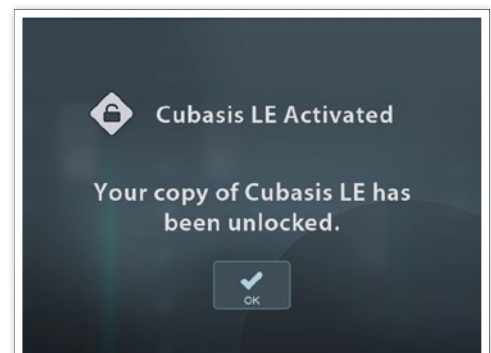 Cubasis LE Activated
Your copy of Cubasis LE has
been unlocked.
OK